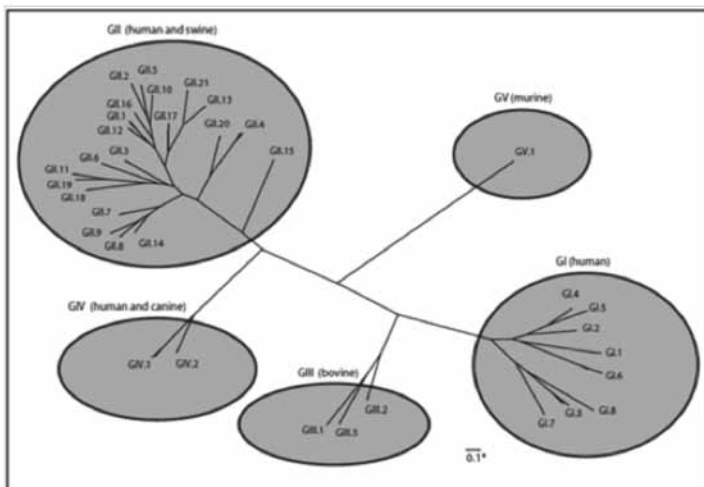 GII (human and swine)
GII.5
GII.2
GII.10
GII.21
GII.16
GII.13
GII.1
GII.17
GII.12
GII.20
GII.4
GII.3
GII.15
GII.6
GII.11
GII.19
GII.18
GII.7
GII.9
GII.8
GII.14
GV (murine)
GV.1
GI (human)
GI.4
GI.5
GI.2
GI.1
GI.6
GI.3
GI.8
GI.7
GIV (human and canine)
GIV.1
GIV.2
GIII (bovine)
GIII.2
GIII.1
GIII.3
0.1*